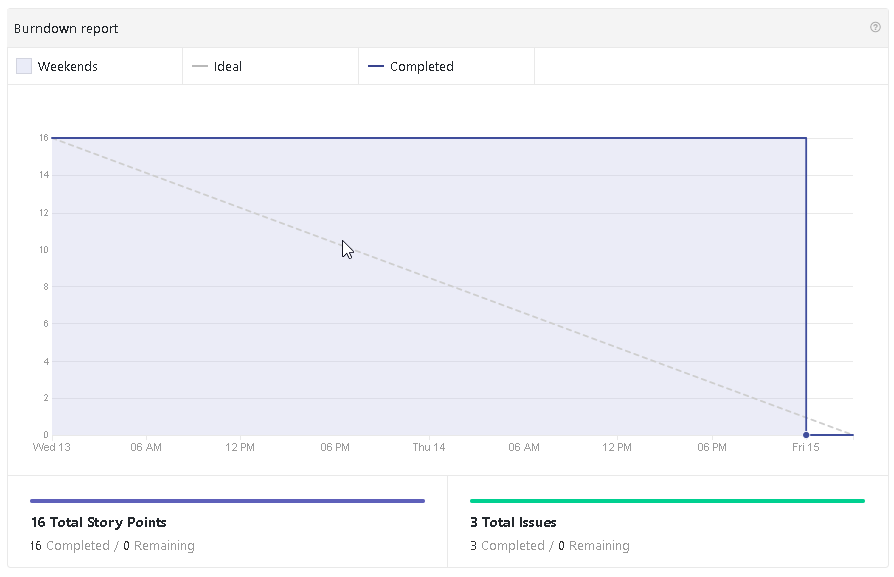 Burndown report
Weekends
Ideal
Completed
16
14
12
10
8
6
4
2
0
Wed 13 06 AM 12 PM 06 PM Thu 14 06 AM 12 PM 06 PM Fri 15
16 Total Story Points
16 Completed / 0 Remaining
3 Total Issues
3 Completed / 0 Remaining